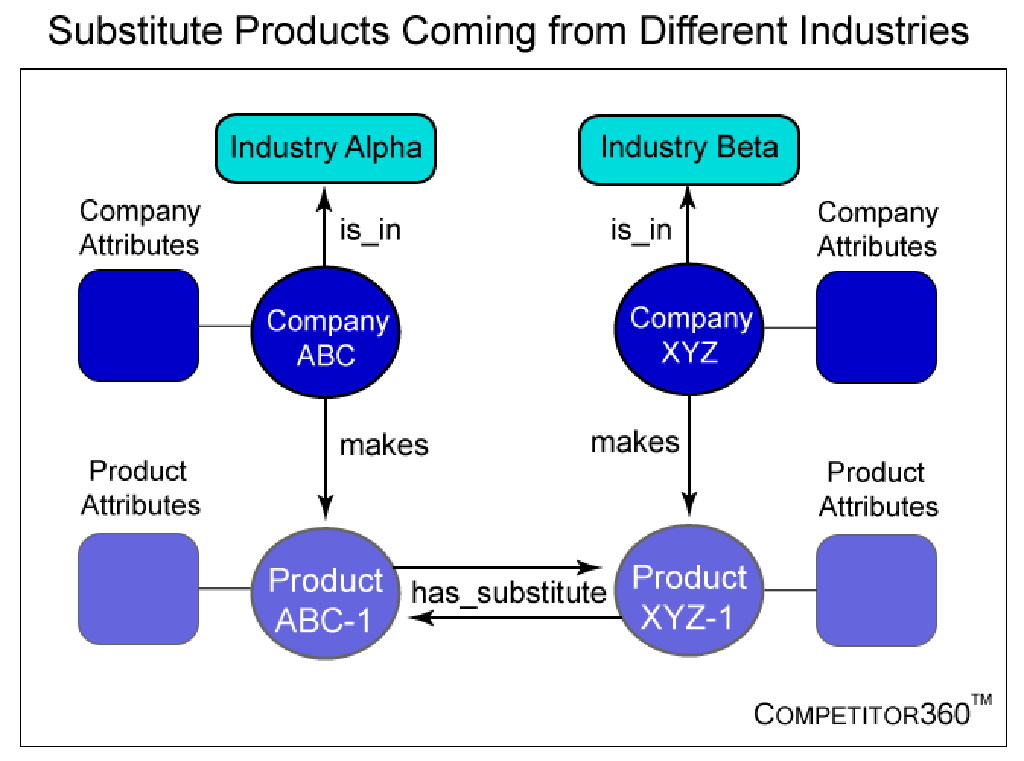 Substitute Products Coming from Different Industries
Industry Alpha
Industry Beta
is_in
is_in
Company
Attributes
Company
ABC
Company
XYZ
Company
Attributes
makes
makes
Product
Attributes
Product
ABC-1
has_substitute
Product
XYZ-1
Product
Attributes
COMPETITOR360™